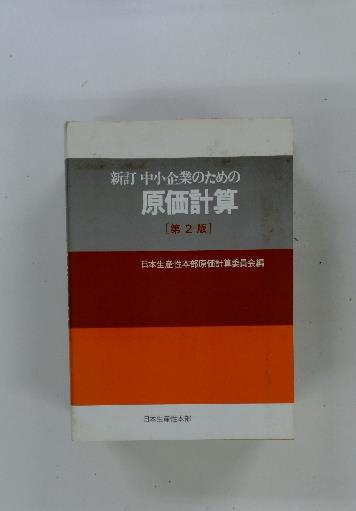 新訂 中小企業のための
原価計算
[第2版]
日本生産性本部原価計算委員会編
日本生産性本部